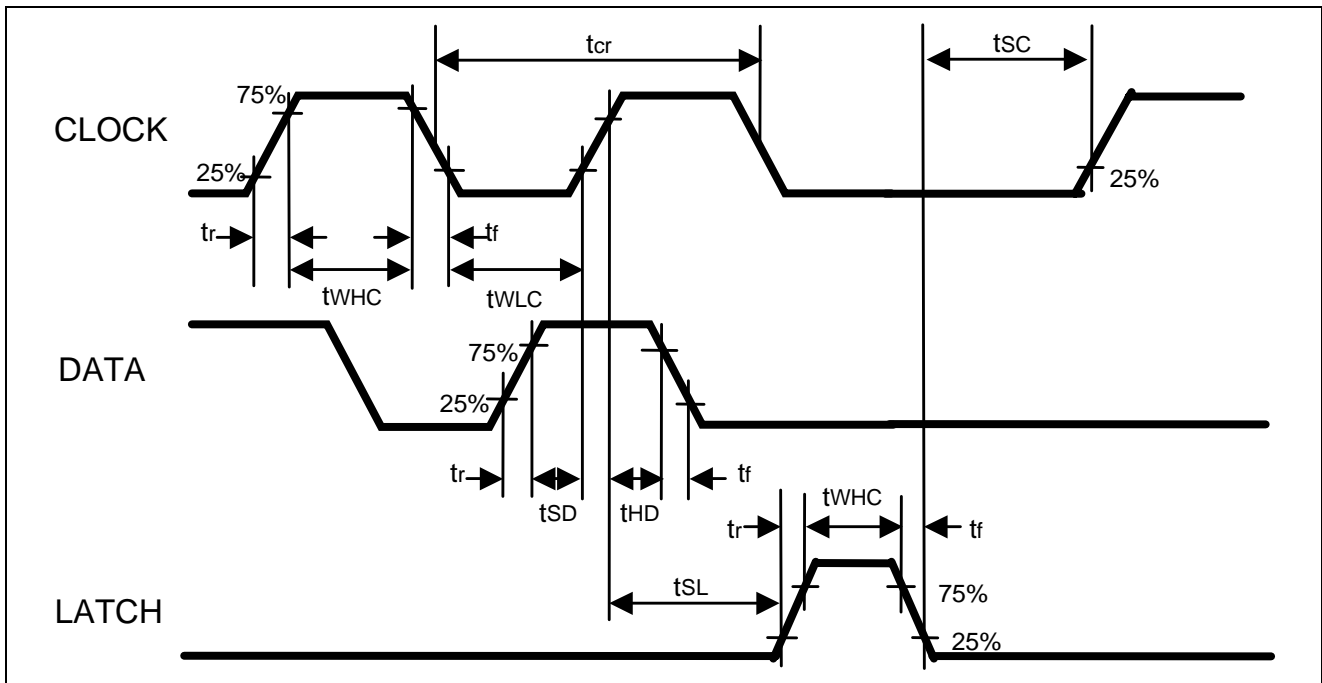 tcr
tSC
75%
CLOCK
25%
25%
tr
tf
tWHC
tWLC
75%
DATA
25%
tr
tf
tSD
tHD
tWHC
tr
tf
tSL
75%
LATCH
25%